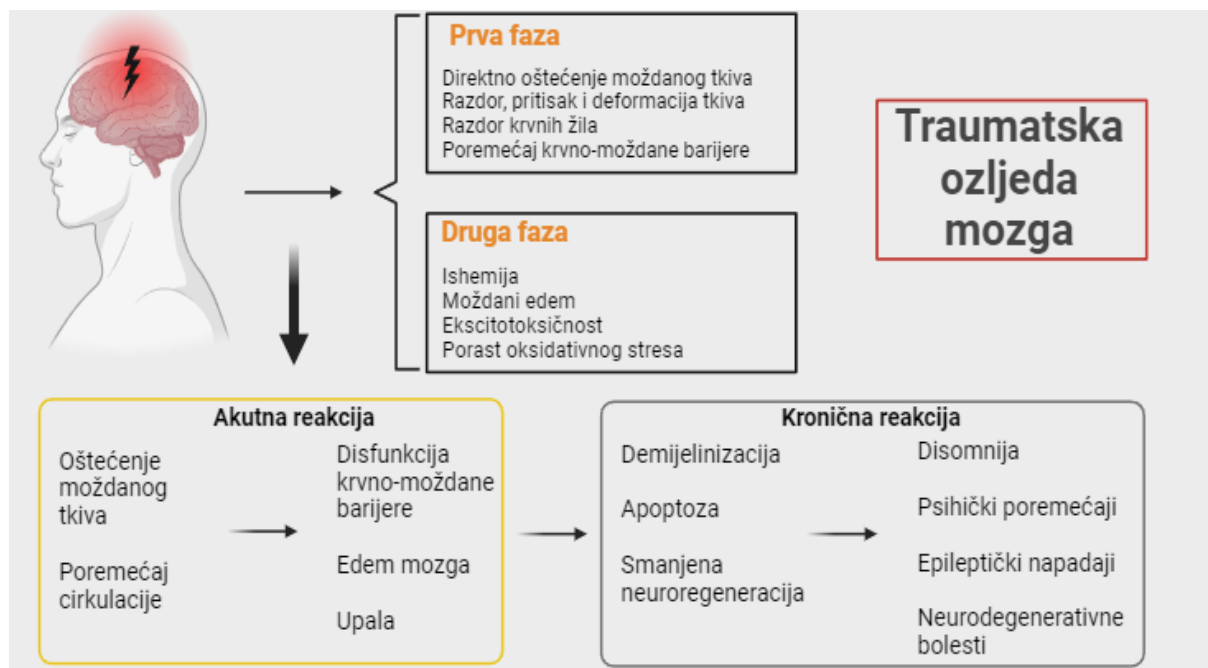 Prva faza
Direktno oštećenje moždanog tkiva
Razdor, pritisak i deformacija tkiva
Razdor krvnih žila
Poremećaj krvno-moždane barijere
Traumatska
ozljeda
mozga
Druga faza
Ishemija
Moždani edem
Ekscitotoksičnost
Porast oksidativnog stresa
Akutna reakcija
Oštećenje
moždanog
tkiva
Poremećaj
cirkulacije
Disfunkcija
krvno-moždane
barijere
Edem mozga
Upala
Kronična reakcija
Demijelinizacija
Apoptoza
Smanjena
neuroregeneracija
Disomnija
Psihički poremećaji
Epileptički napadaji
Neurodegenerativne
bolesti